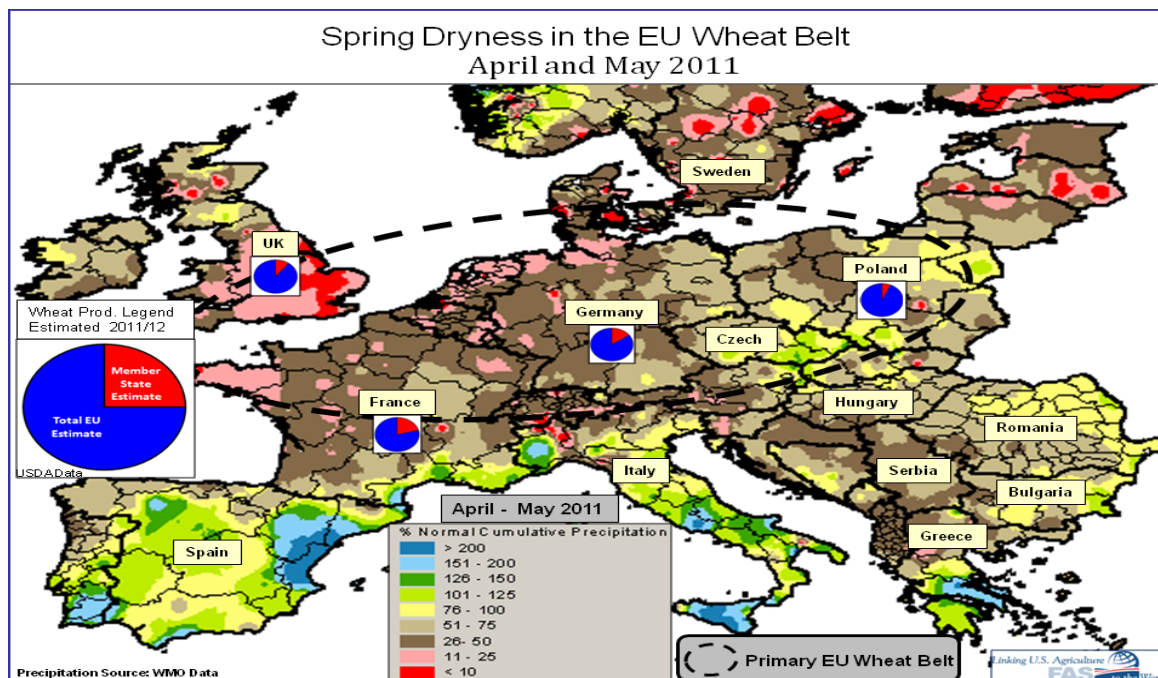 Spring Dryness in the EU Wheat Belt
April and May 2011
Sweden
UK
Poland
Wheat Prod. Legend
Estimated 2011/12
Germany
Czech
Member
State
Estimate
France
Hungary
Total EU
Estimate
Romania
USDAData
Italy
Serbia
Bulgaria
April - May 2011
% Normal Cumulative Precipitation
Greece
Spain
> 200
151 - 200
126 - 150
101 - 125
76 - 100
51 - 75
26- 50
11 - 25
< 10
Primary EU Wheat Belt
Precipitation Source: WMO Data
Linking U.S. Agriculture
FAS